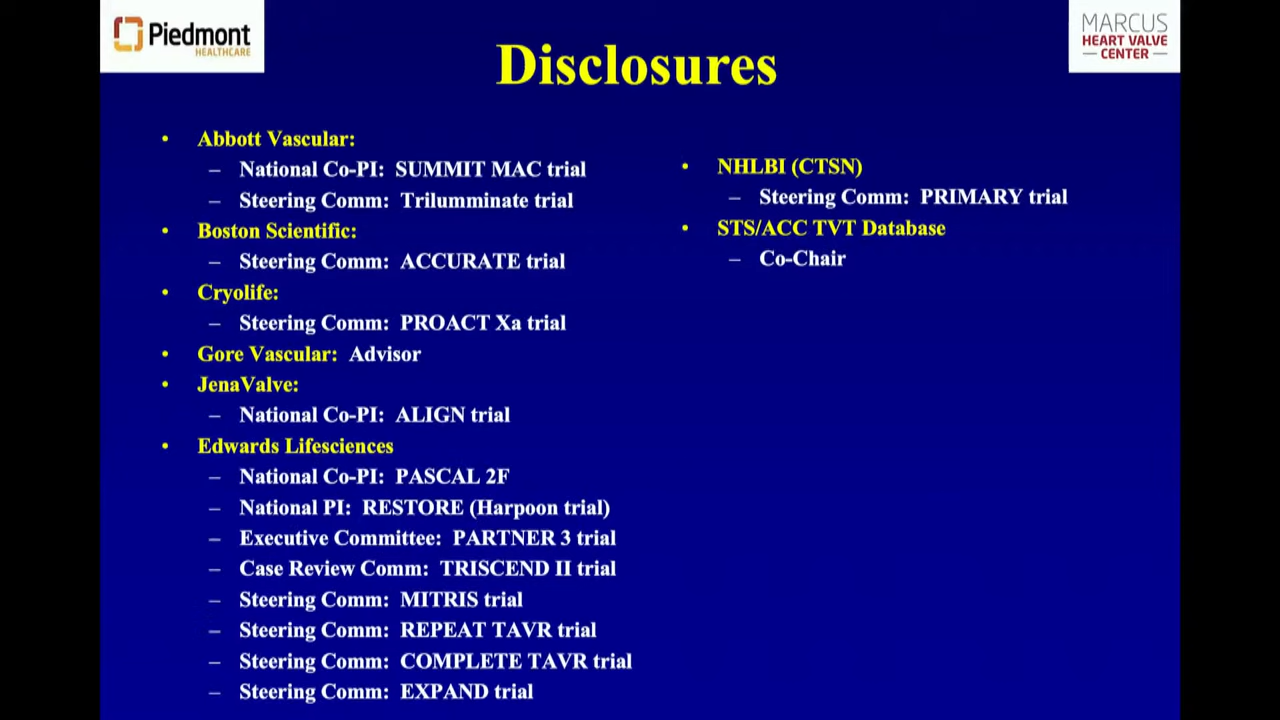 Piedmont
HEALTHCARE
MARCUS
HEART VALVE
CENTER
Disclosures
• Abbott Vascular:
– National Co-PI: SUMMIT MAC trial
– Steering Comm: Trilumminate trial
• Boston Scientific:
– Steering Comm: ACCURATE trial
• Cryolife:
– Steering Comm: PROACT Xa trial
• Gore Vascular: Advisor
• JenaValve:
– National Co-PI: ALIGN trial
• Edwards Lifesciences
– National Co-PI: PASCAL 2F
– National PI: RESTORE (Harpoon trial)
– Executive Committee: PARTNER 3 trial
– Case Review Comm: TRISCEND II trial
– Steering Comm: MITRIS trial
– Steering Comm: REPEAT TAVR trial
– Steering Comm: COMPLETE TAVR trial
– Steering Comm: EXPAND trial
• NHLBI (CTSN)
– Steering Comm: PRIMARY trial
• STS/ACC TVT Database
– Co-Chair